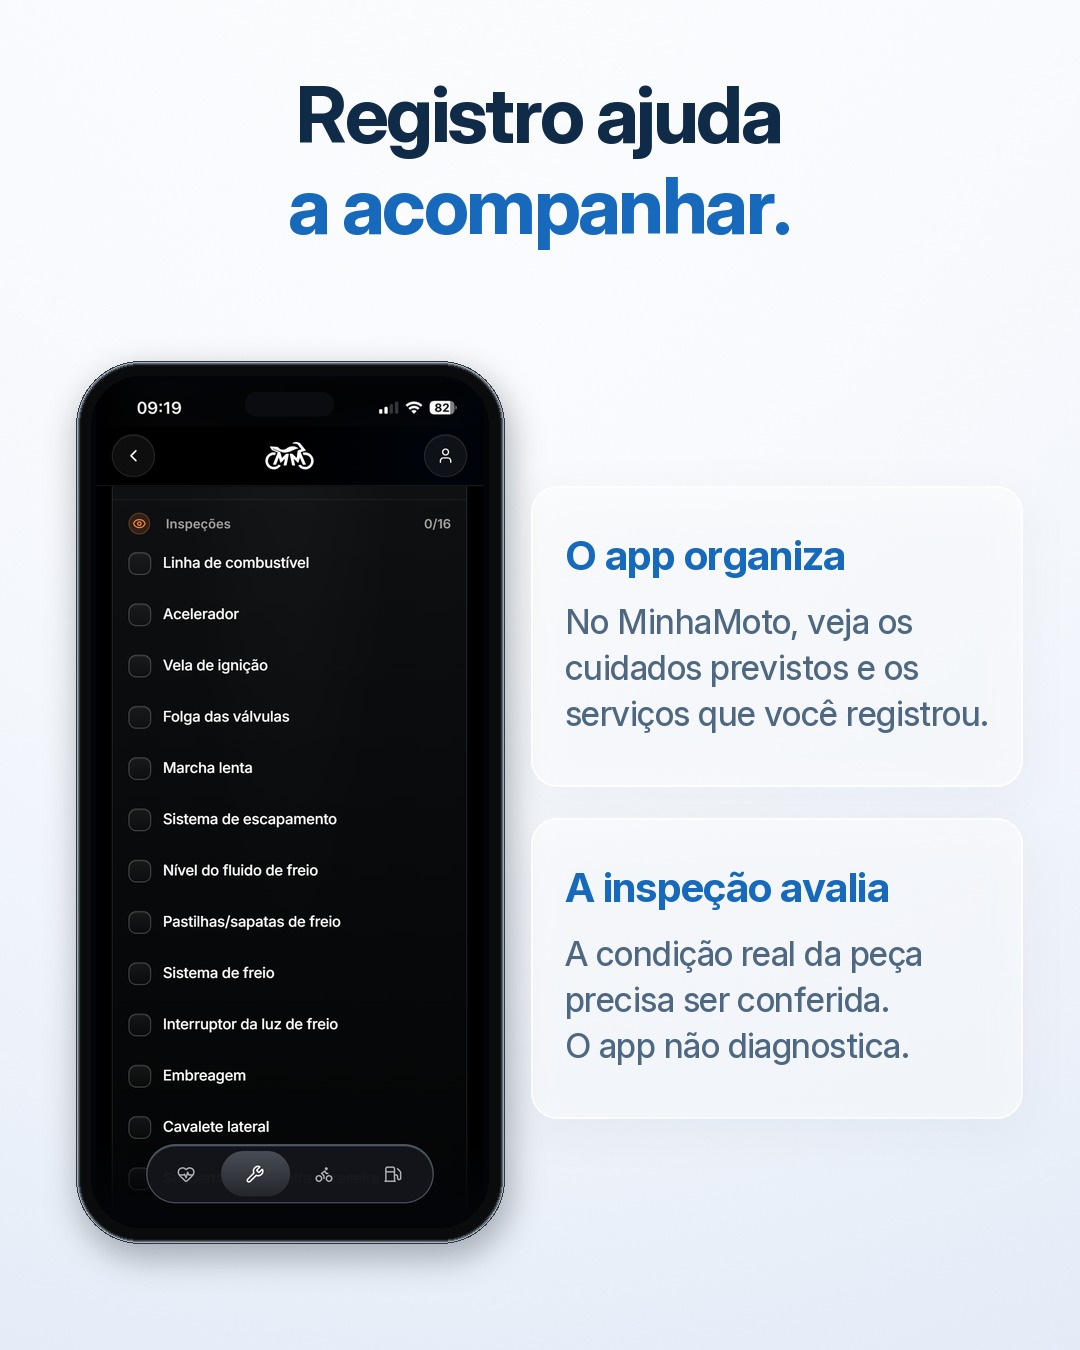 Registro ajuda
a acompanhar.
09:19
82
MM
Inspeções 0/16
Linha de combustível
Acelerador
Vela de ignição
Folga das válvulas
Marcha lenta
Sistema de escapamento
Nível do fluido de freio
Pastilhas/sapatas de freio
Sistema de freio
Interruptor da luz de freio
Embreagem
Cavalete lateral
O app organiza
No MinhaMoto, veja os
cuidados previstos e os
serviços que você registrou.
A inspeção avalia
A condição real da peça
precisa ser conferida.
O app não diagnostica.